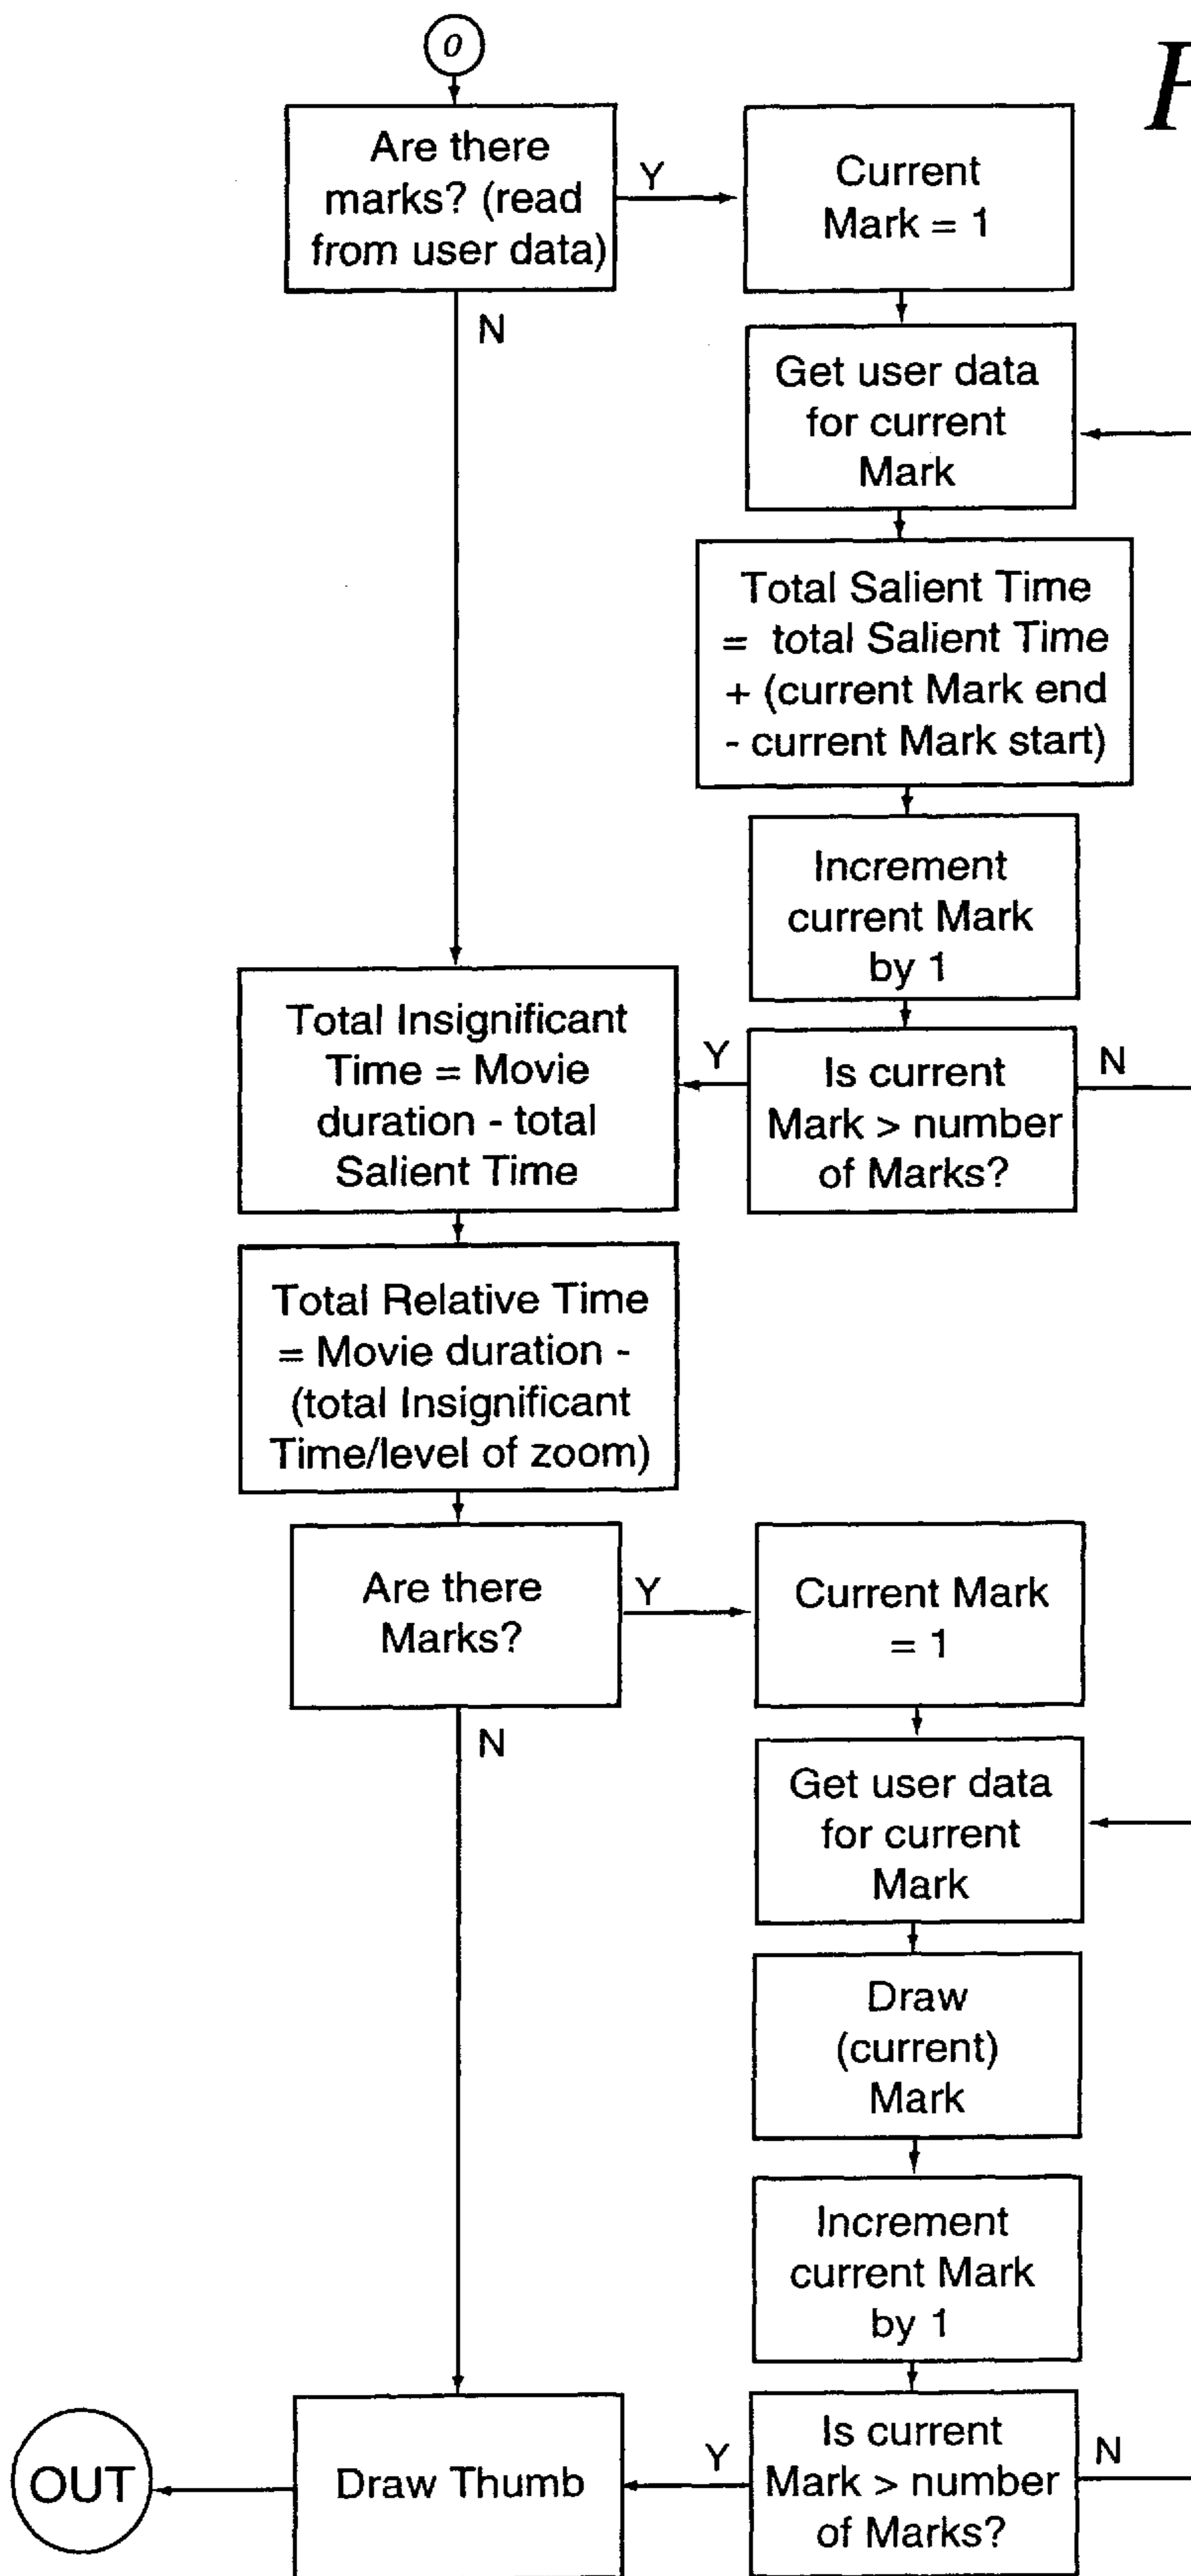 0
Are there
marks? (read
from user data)
Y
Current
Mark = 1
N
Get user data
for current
Mark
Total Salient Time
= total Salient Time
+ (current Mark end
- current Mark start)
Increment
current Mark
by 1
Total Insignificant
Time = Movie
duration - total
Salient Time
Y
Is current
Mark > number
of Marks?
N
Total Relative Time
= Movie duration -
(total Insignificant
Time/level of zoom)
Are there
Marks?
Y
Current Mark
= 1
N
Get user data
for current
Mark
Draw
(current)
Mark
Increment
current Mark
by 1
OUT
Draw Thumb
Y
Is current
Mark > number
of Marks?
N